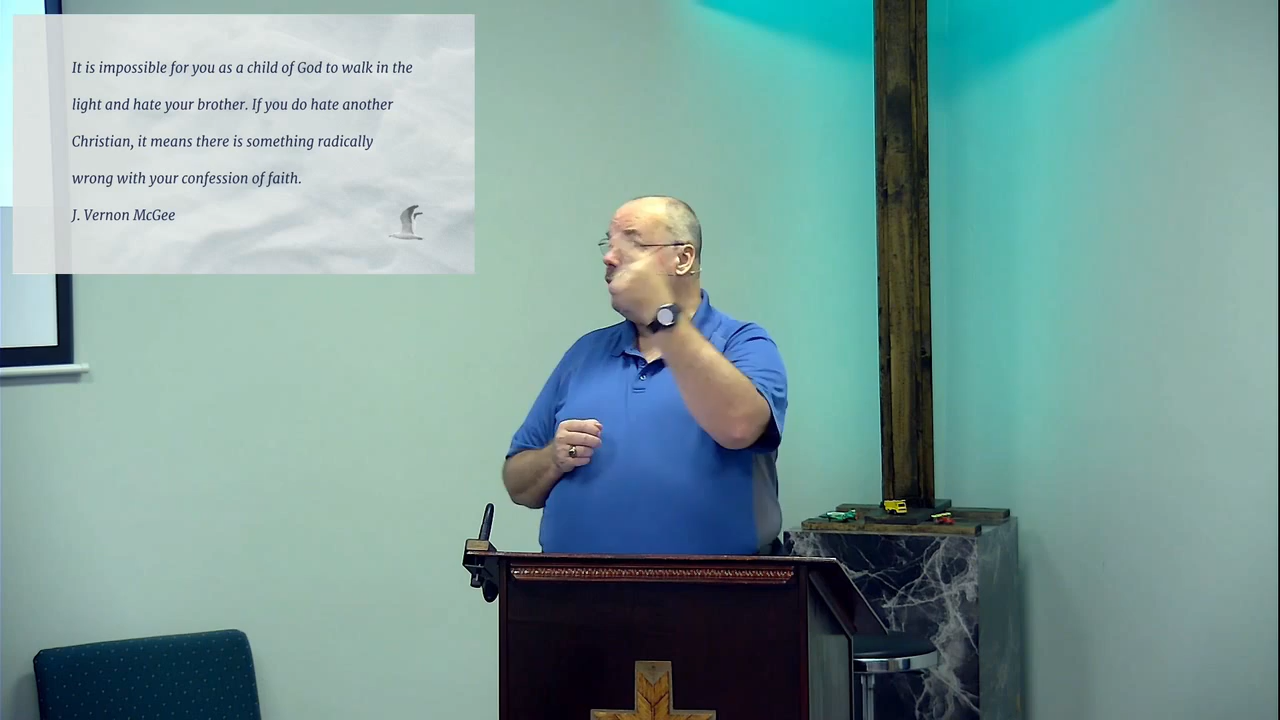 It is impossible for you as a child of God to walk in the
light and hate your brother. If you do hate another
Christian, it means there is something radically
wrong with your confession of faith.
J. Vernon McGee